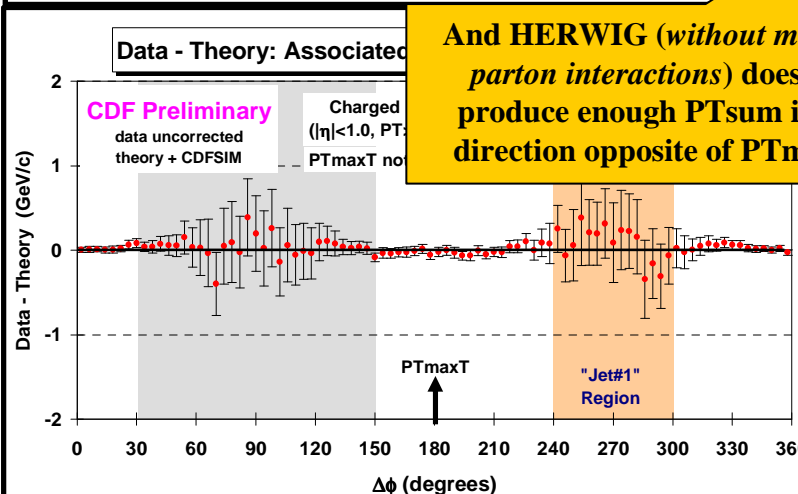 And HERWIG (without m
parton interactions) does
produce enough PTsum i
direction opposite of PTm
Data - Theory: Associated
CDF Preliminary
data uncorrected
theory + CDFSIM
Charged
(|η|<1.0, PT>
PTmaxT not
Data - Theory (GeV/c)
2
1
0
-1
-2
PTmaxT
"Jet#1"
Region
0 30 60 90 120 150 180 210 240 270 300 330 36
Δϕ (degrees)